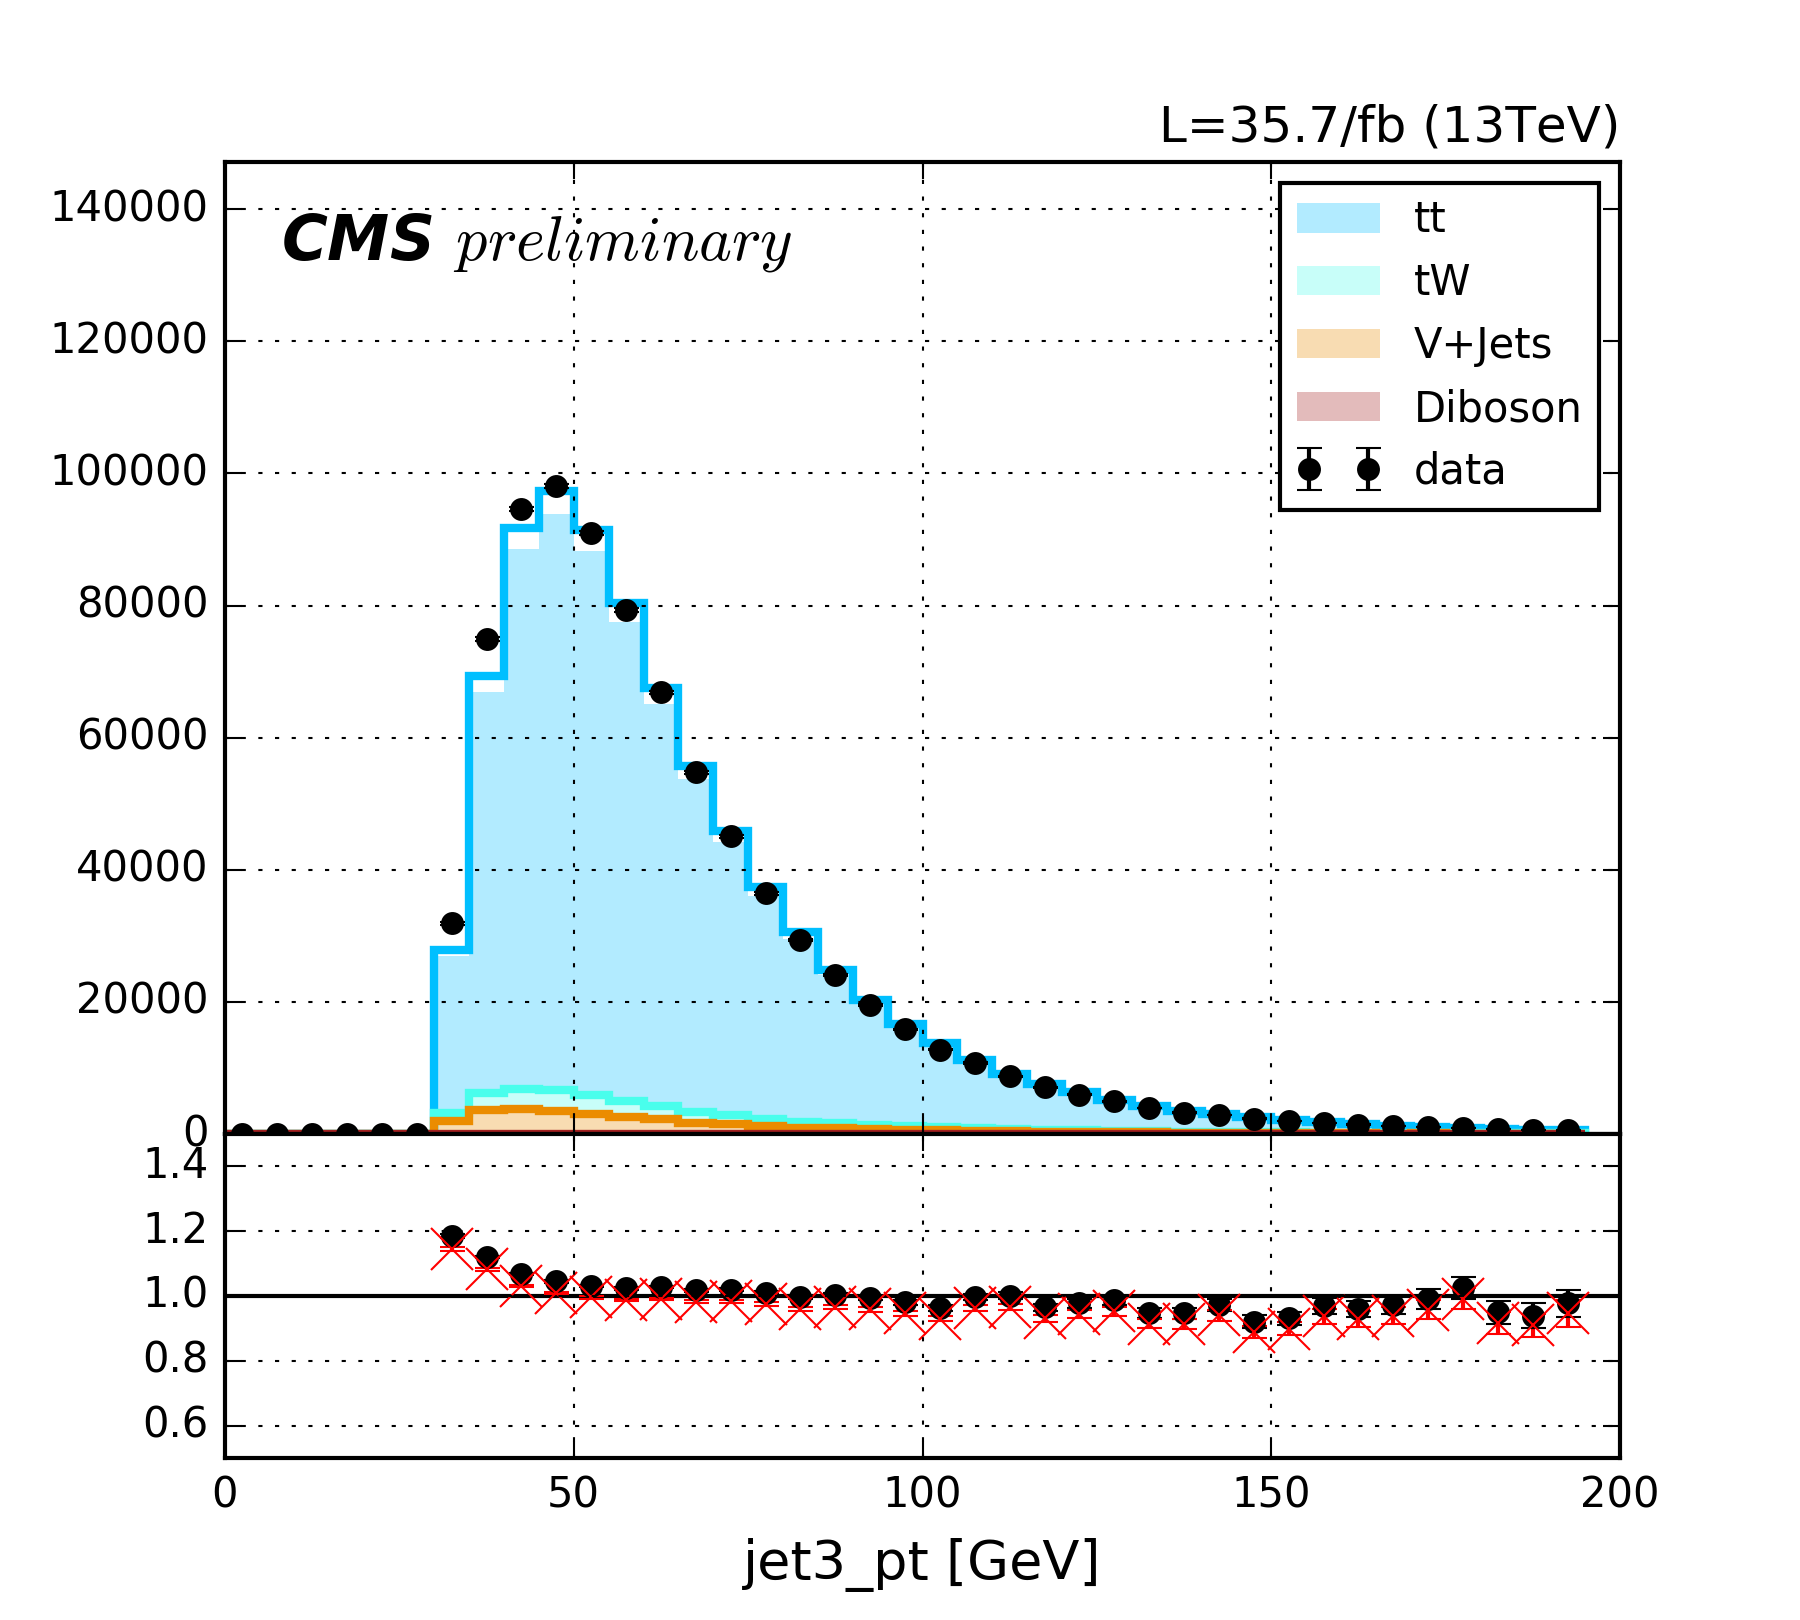 L=35.7/fb (13TeV)
CMS preliminary
140000
120000
100000
80000
60000
40000
20000
0
tt
tW
V+Jets
Diboson
data
1.4
1.2
1.0
0.8
0.6
0 50 100 150 200
jet3_pt [GeV]